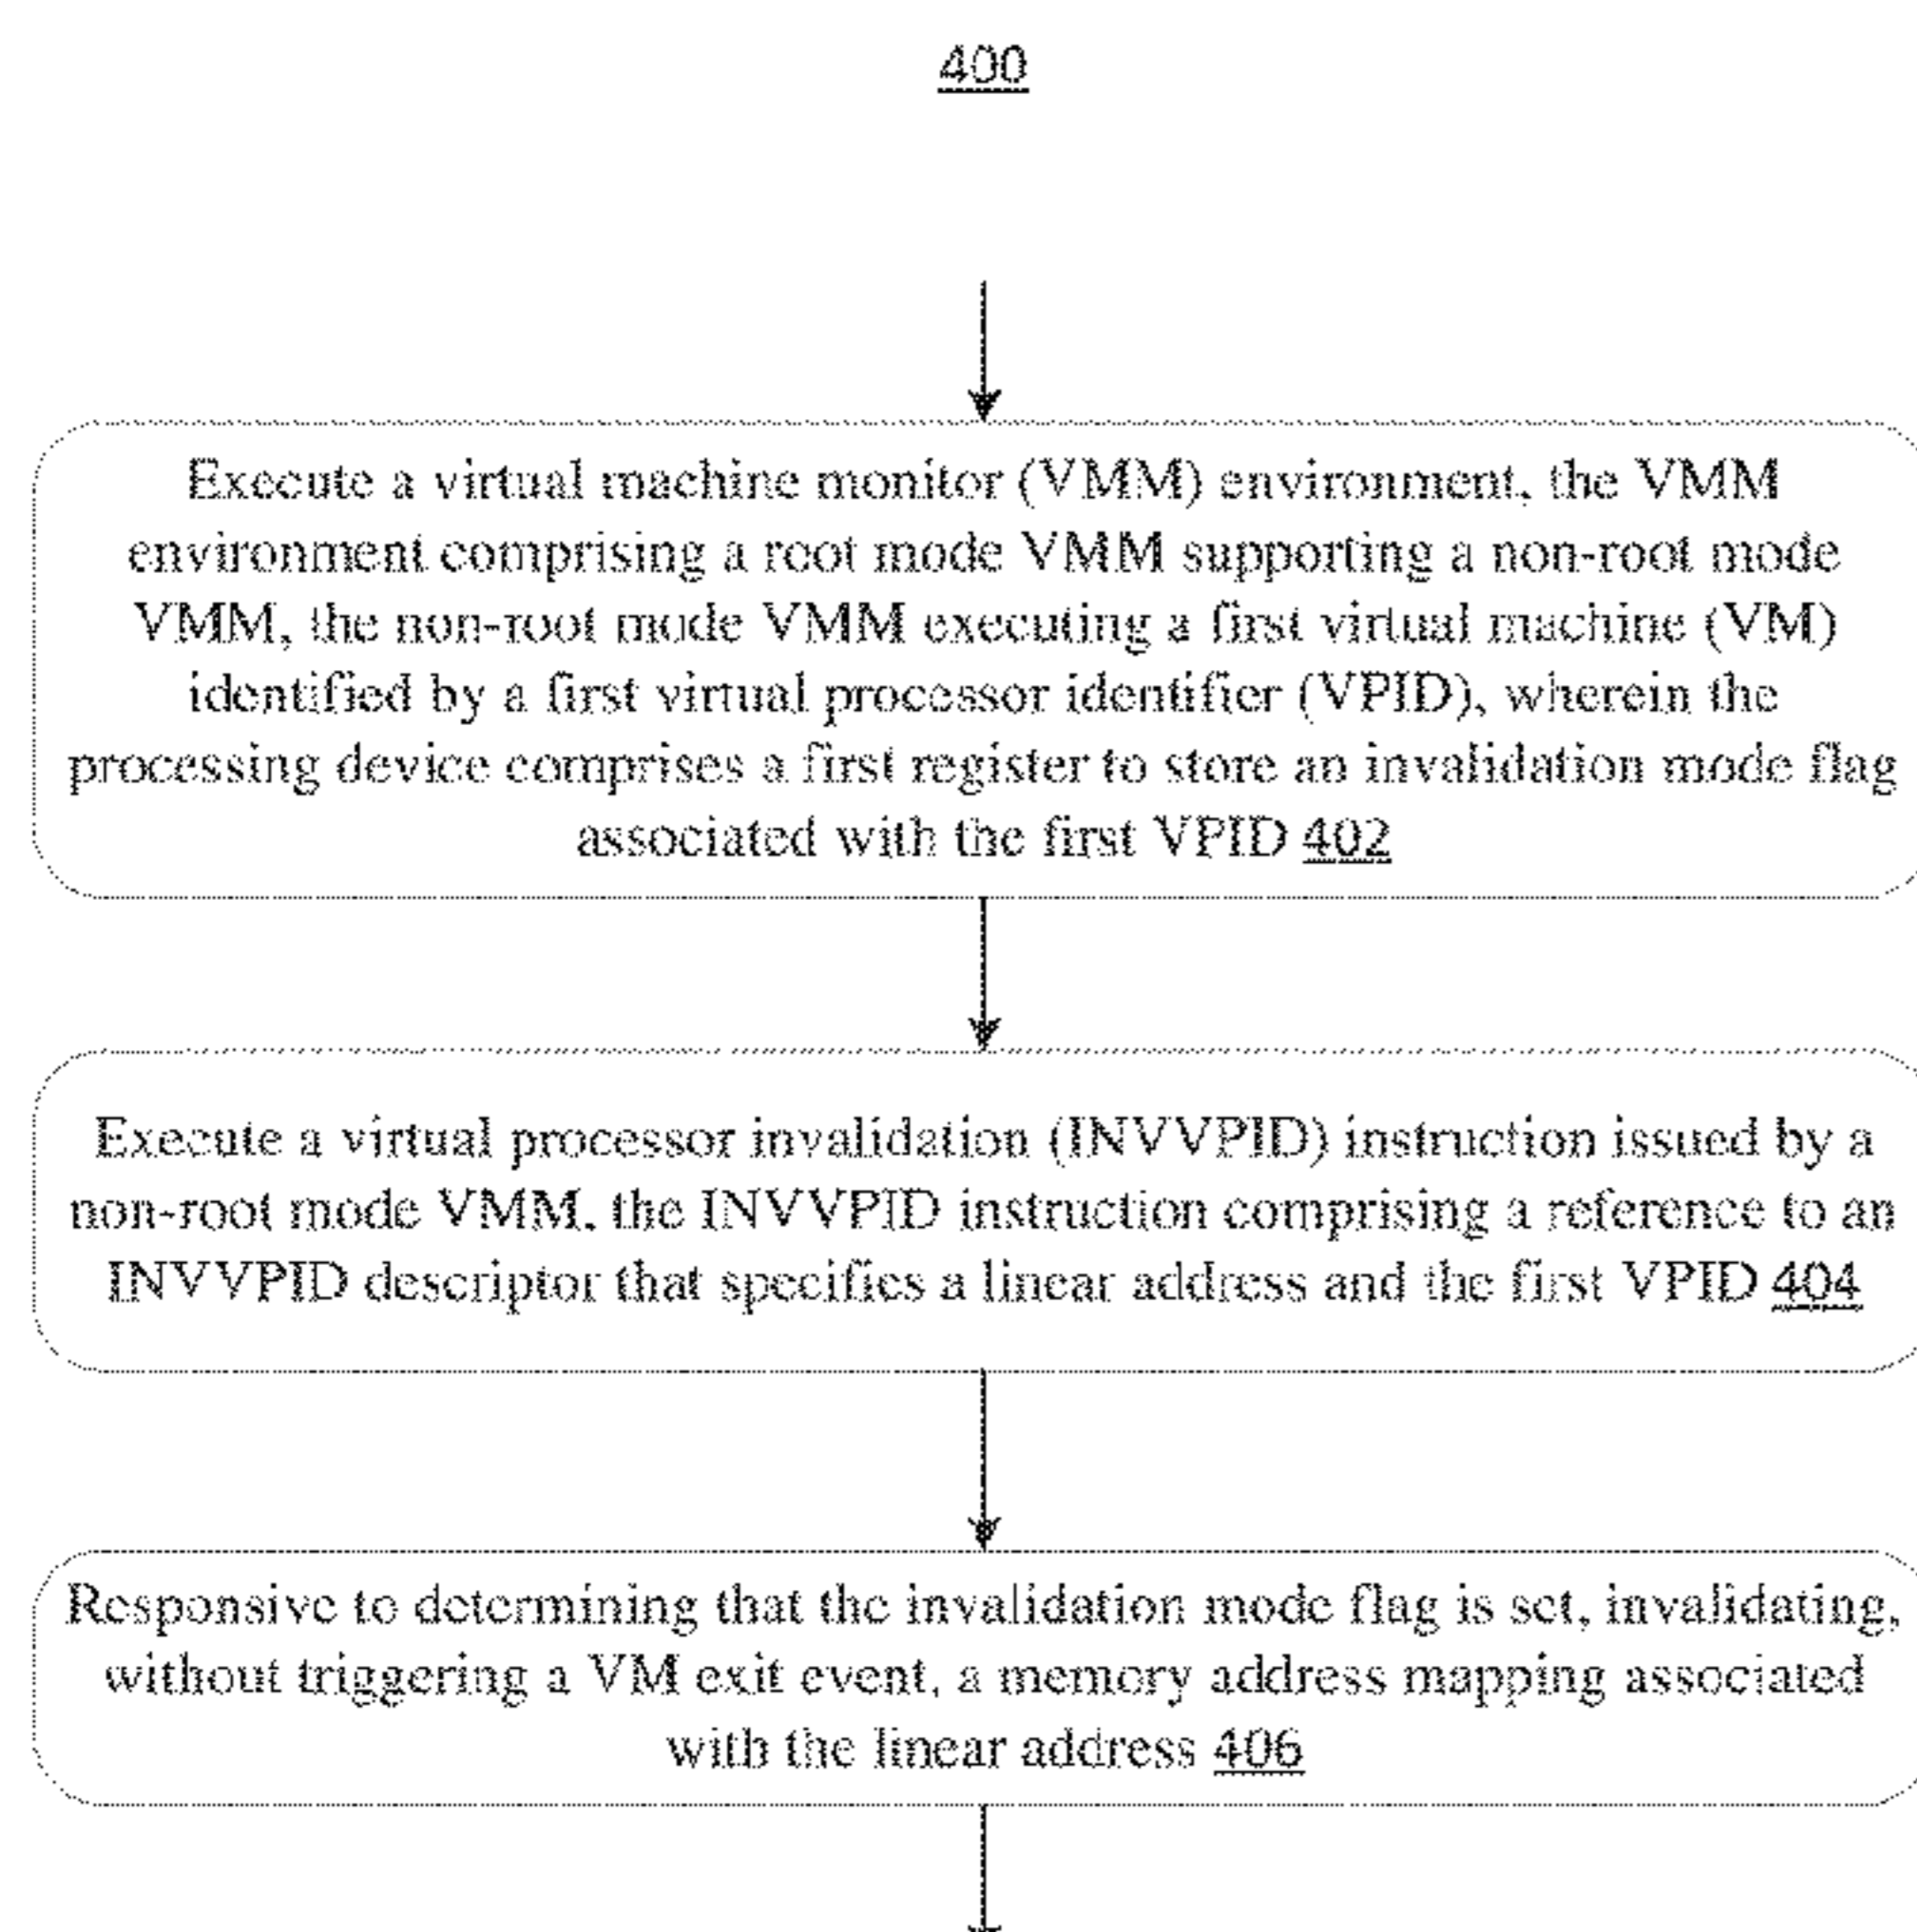 400
Execute a virtual machine monitor (VMM) environment, the VMM
environment comprising a root mode VMM supporting a non-root mode
VMM, the non-root mode VMM executing a first virtual machine (VM)
identified by a first virtual processor identifier (VPID), wherein the
processing device comprises a first register to store an invalidation mode flag
associated with the first VPID 402
Execute a virtual processor invalidation (INVVPID) instruction issued by a
non-root mode VMM, the INVVPID instruction comprising a reference to an
INVVPID descriptor that specifies a linear address and the first VPID 404
Responsive to determining that the invalidation mode flag is set, invalidating,
without triggering a VM exit event, a memory address mapping associated
with the linear address 406